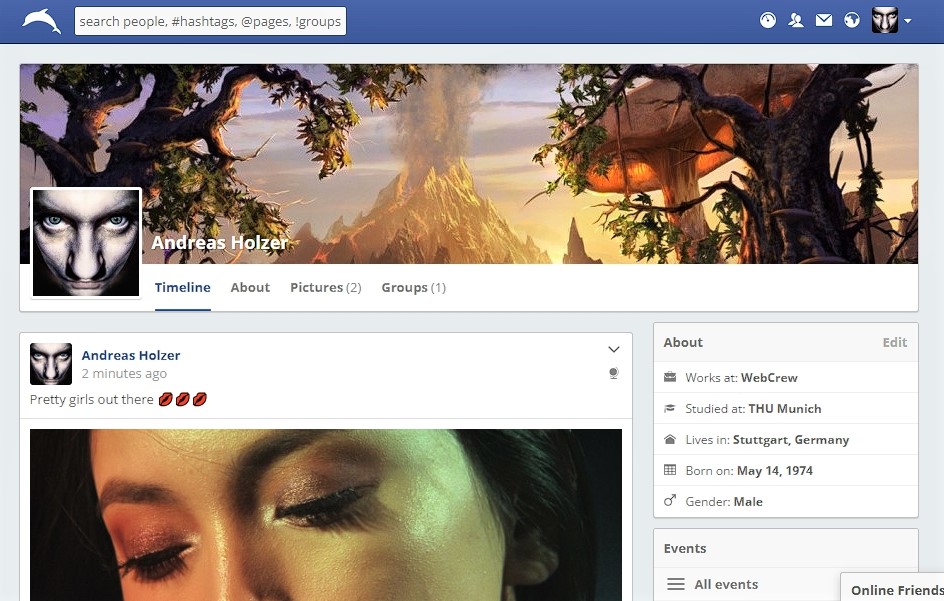 search people, #hashtags, @pages, !groups
Andreas Holzer
Timeline About Pictures (2) Groups (1)
Andreas Holzer
2 minutes ago
Pretty girls out there 💋💋💋
About Edit
Works at: WebCrew
Studied at: THU Munich
Lives in: Stuttgart, Germany
Born on: May 14, 1974
Gender: Male
Events
All events
Online Friends